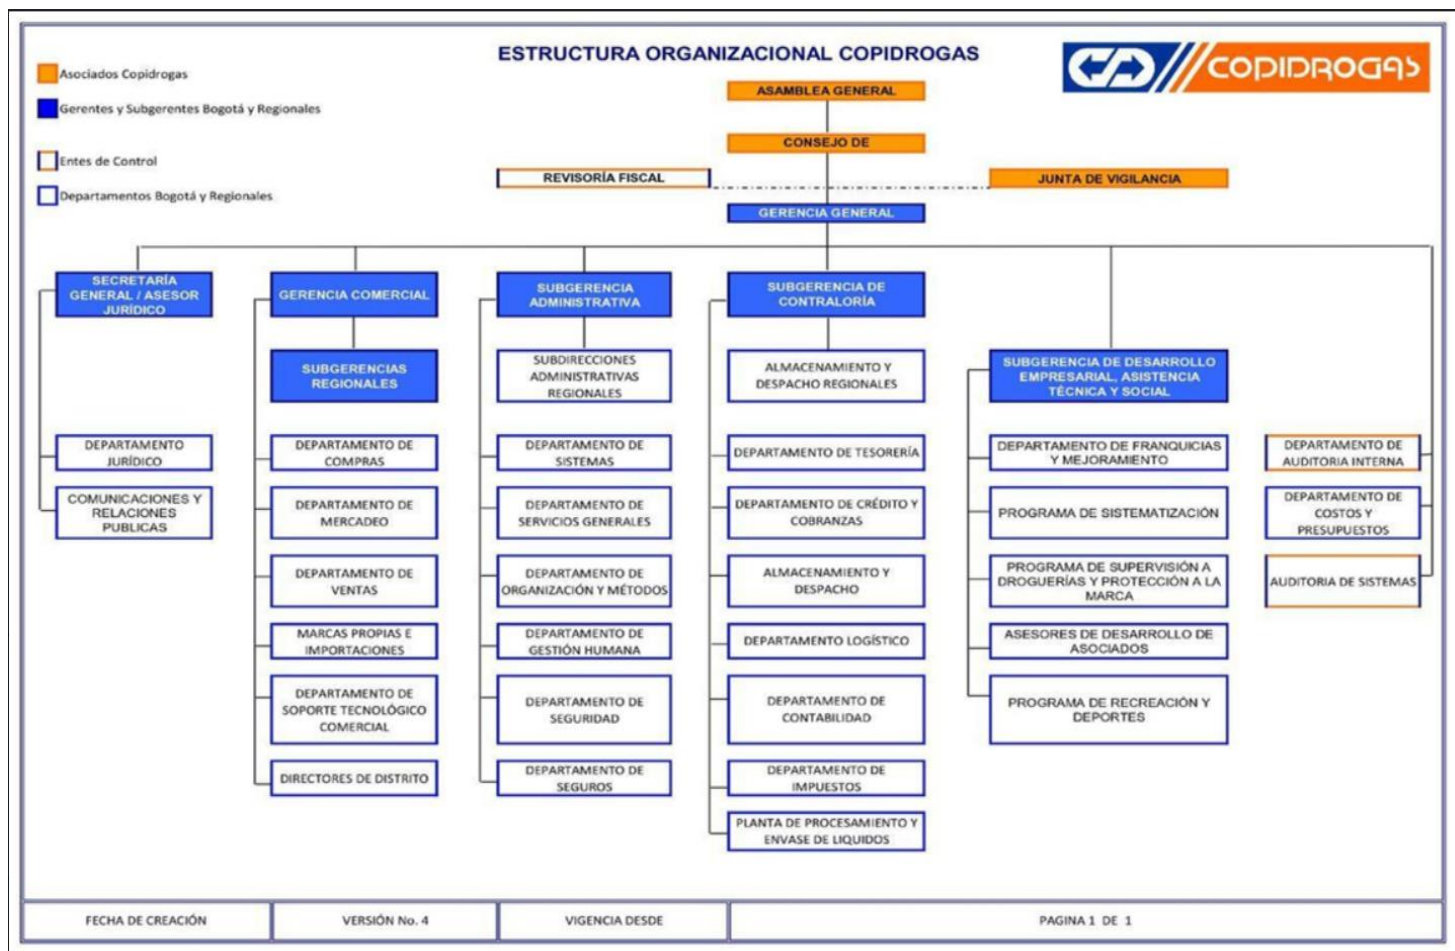 ESTRUCTURA ORGANIZACIONAL COPIDROGAS
COPIDROGAS
Asociados Copidrogas
Gerentes y Subgerentes Bogotá y Regionales
Entes de Control
Departamentos Bogotá y Regionales
ASAMBLEA GENERAL
CONSEJO DE
REVISORÍA FISCAL
JUNTA DE VIGILANCIA
GERENCIA GENERAL
SECRETARÍA
GENERAL / ASESOR
JURÍDICO
DEPARTAMENTO
JURÍDICO
COMUNICACIONES Y
RELACIONES
PUBLICAS
GERENCIA COMERCIAL
SUBGERENCIAS
REGIONALES
DEPARTAMENTO DE
COMPRAS
DEPARTAMENTO DE
MERCADEO
DEPARTAMENTO DE
VENTAS
MARCAS PROPIAS E
IMPORTACIONES
DEPARTAMENTO DE
SOPORTE TECNOLÓGICO
COMERCIAL
DIRECTORES DE DISTRITO
SUBGERENCIA
ADMINISTRATIVA
SUBDIRECCIONES
ADMINISTRATIVAS
REGIONALES
DEPARTAMENTO DE
SISTEMAS
DEPARTAMENTO DE
SERVICIOS GENERALES
DEPARTAMENTO DE
ORGANIZACIÓN Y MÉTODOS
DEPARTAMENTO DE
GESTIÓN HUMANA
DEPARTAMENTO DE
SEGURIDAD
DEPARTAMENTO DE
SEGUROS
SUBGERENCIA DE
CONTRALORÍA
ALMACENAMIENTO Y
DESPACHO REGIONALES
DEPARTAMENTO DE TESORERÍA
DEPARTAMENTO DE CRÉDITO Y
COBRANZAS
ALMACENAMIENTO Y
DESPACHO
DEPARTAMENTO LOGÍSTICO
DEPARTAMENTO DE
CONTABILIDAD
DEPARTAMENTO DE
IMPUESTOS
PLANTA DE PROCESAMIENTO Y
ENVASE DE LIQUIDOS
SUBGERENCIA DE DESARROLLO
EMPRESARIAL, ASISTENCIA
TÉCNICA Y SOCIAL
DEPARTAMENTO DE FRANQUICIAS
Y MEJORAMIENTO
PROGRAMA DE SISTEMATIZACIÓN
PROGRAMA DE SUPERVISIÓN A
DROGUERÍAS Y PROTECCIÓN A LA
MARCA
ASESORES DE DESARROLLO DE
ASOCIADOS
PROGRAMA DE RECREACIÓN Y
DEPORTES
DEPARTAMENTO DE
AUDITORIA INTERNA
DEPARTAMENTO DE
COSTOS Y
PRESUPUESTOS
AUDITORIA DE SISTEMAS
FECHA DE CREACIÓN
VERSIÓN No. 4
VIGENCIA DESDE
PAGINA 1 DE 1